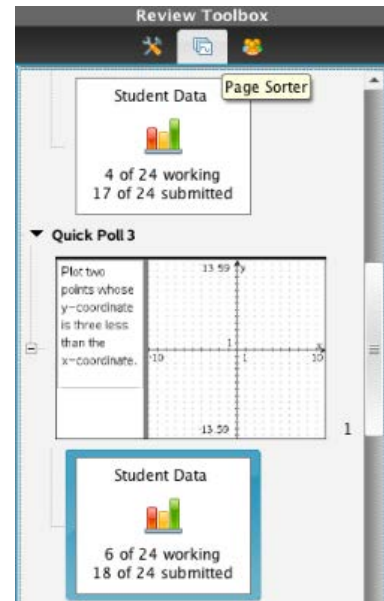 Review Toolbox
Page Sorter
Student Data
4 of 24 working
17 of 24 submitted
Quick Poll 3
Plot two
points whose
y-coordinate
is three less
than the
x-coordinate.
13.59 y
1
x
-10
1
10
-13.59
1
Student Data
6 of 24 working
18 of 24 submitted